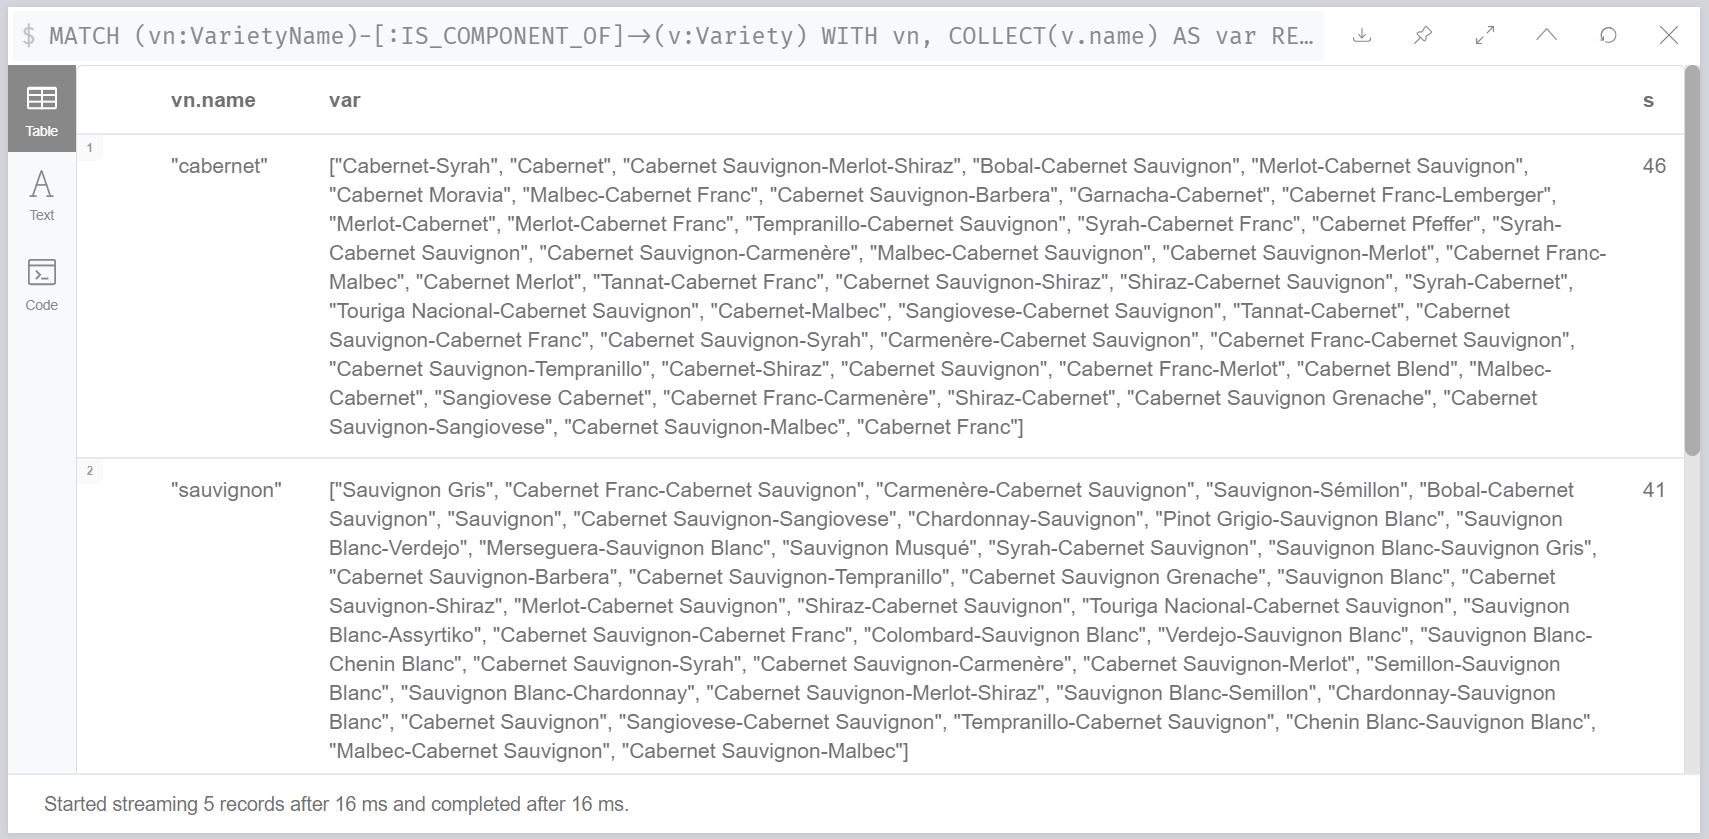 $ MATCH (vn:VarietyName)-[:IS_COMPONENT_OF]->(v:Variety) WITH vn, COLLECT(v.name) AS var RE...
Table
Text
Code
vn.name var s
1
"cabernet" ["Cabernet-Syrah", "Cabernet", "Cabernet Sauvignon-Merlot-Shiraz", "Bobal-Cabernet Sauvignon", "Merlot-Cabernet Sauvignon", 46
"Cabernet Moravia", "Malbec-Cabernet Franc", "Cabernet Sauvignon-Barbera", "Garnacha-Cabernet", "Cabernet Franc-Lemberger",
"Merlot-Cabernet", "Merlot-Cabernet Franc", "Tempranillo-Cabernet Sauvignon", "Syrah-Cabernet Franc", "Cabernet Pfeffer", "Syrah-
Cabernet Sauvignon", "Cabernet Sauvignon-Carmenère", "Malbec-Cabernet Sauvignon", "Cabernet Sauvignon-Merlot", "Cabernet Franc-
Malbec", "Cabernet Merlot", "Tannat-Cabernet Franc", "Cabernet Sauvignon-Shiraz", "Shiraz-Cabernet Sauvignon", "Syrah-Cabernet",
"Touriga Nacional-Cabernet Sauvignon", "Cabernet-Malbec", "Sangiovese-Cabernet Sauvignon", "Tannat-Cabernet", "Cabernet
Sauvignon-Cabernet Franc", "Cabernet Sauvignon-Syrah", "Carmenère-Cabernet Sauvignon", "Cabernet Franc-Cabernet Sauvignon",
"Cabernet Sauvignon-Tempranillo", "Cabernet-Shiraz", "Cabernet Sauvignon", "Cabernet Franc-Merlot", "Cabernet Blend", "Malbec-
Cabernet", "Sangiovese Cabernet", "Cabernet Franc-Carmenère", "Shiraz-Cabernet", "Cabernet Sauvignon Grenache", "Cabernet
Sauvignon-Sangiovese", "Cabernet Sauvignon-Malbec", "Cabernet Franc"]
2
"sauvignon" ["Sauvignon Gris", "Cabernet Franc-Cabernet Sauvignon", "Carmenère-Cabernet Sauvignon", "Sauvignon-Sémillon", "Bobal-Cabernet 41
Sauvignon", "Sauvignon", "Cabernet Sauvignon-Sangiovese", "Chardonnay-Sauvignon", "Pinot Grigio-Sauvignon Blanc", "Sauvignon
Blanc-Verdejo", "Merseguera-Sauvignon Blanc", "Sauvignon Musqué", "Syrah-Cabernet Sauvignon", "Sauvignon Blanc-Sauvignon Gris",
"Cabernet Sauvignon-Barbera", "Cabernet Sauvignon-Tempranillo", "Cabernet Sauvignon Grenache", "Sauvignon Blanc", "Cabernet
Sauvignon-Shiraz", "Merlot-Cabernet Sauvignon", "Shiraz-Cabernet Sauvignon", "Touriga Nacional-Cabernet Sauvignon", "Sauvignon
Blanc-Assyrtiko", "Cabernet Sauvignon-Cabernet Franc", "Colombard-Sauvignon Blanc", "Verdejo-Sauvignon Blanc", "Sauvignon Blanc-
Chenin Blanc", "Cabernet Sauvignon-Syrah", "Cabernet Sauvignon-Carmenère", "Cabernet Sauvignon-Merlot", "Semillon-Sauvignon
Blanc", "Sauvignon Blanc-Chardonnay", "Cabernet Sauvignon-Merlot-Shiraz", "Sauvignon Blanc-Semillon", "Chardonnay-Sauvignon
Blanc", "Cabernet Sauvignon", "Sangiovese-Cabernet Sauvignon", "Tempranillo-Cabernet Sauvignon", "Chenin Blanc-Sauvignon Blanc",
"Malbec-Cabernet Sauvignon", "Cabernet Sauvignon-Malbec"]
Started streaming 5 records after 16 ms and completed after 16 ms.